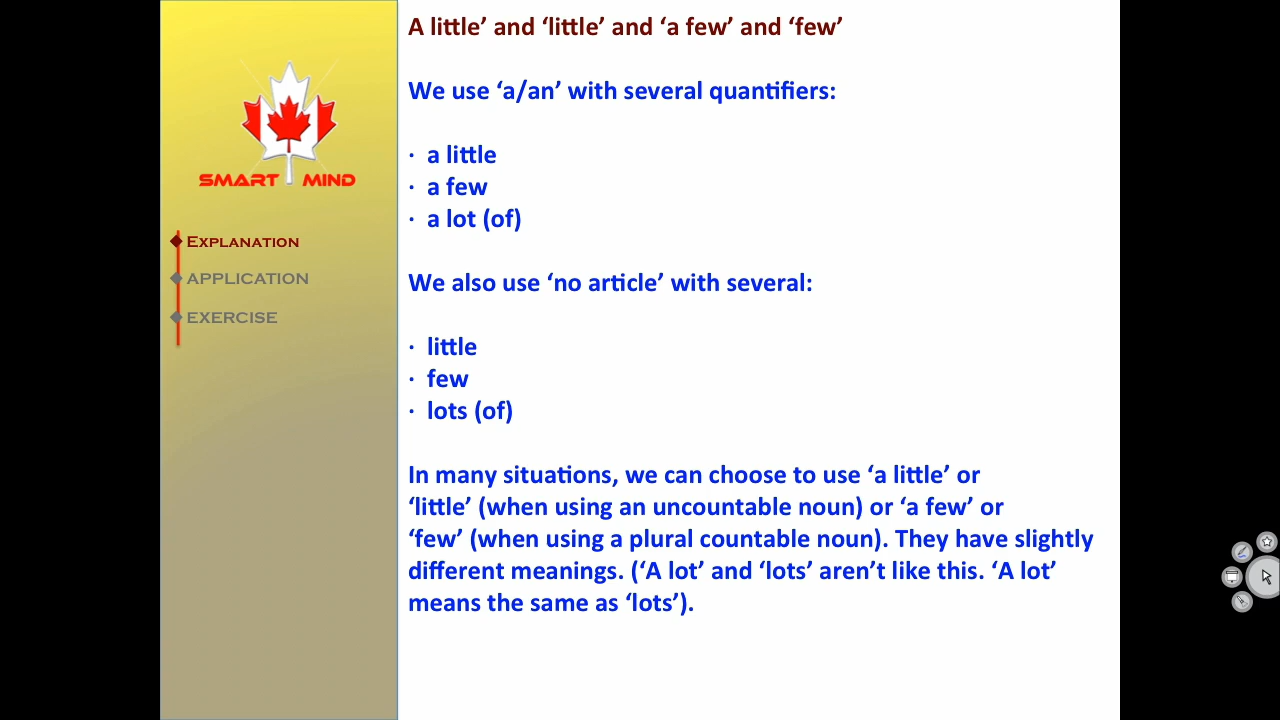 SMART MIND
EXPLANATION
APPLICATION
EXERCISE
A little’ and ‘little’ and ‘a few’ and ‘few’
We use ‘a/an’ with several quantifiers:
· a little
· a few
· a lot (of)
We also use ‘no article’ with several:
· little
· few
· lots (of)
In many situations, we can choose to use ‘a little’ or
‘little’ (when using an uncountable noun) or ‘a few’ or
‘few’ (when using a plural countable noun). They have slightly
different meanings. (‘A lot’ and ‘lots’ aren’t like this. ‘A lot’
means the same as ‘lots’).